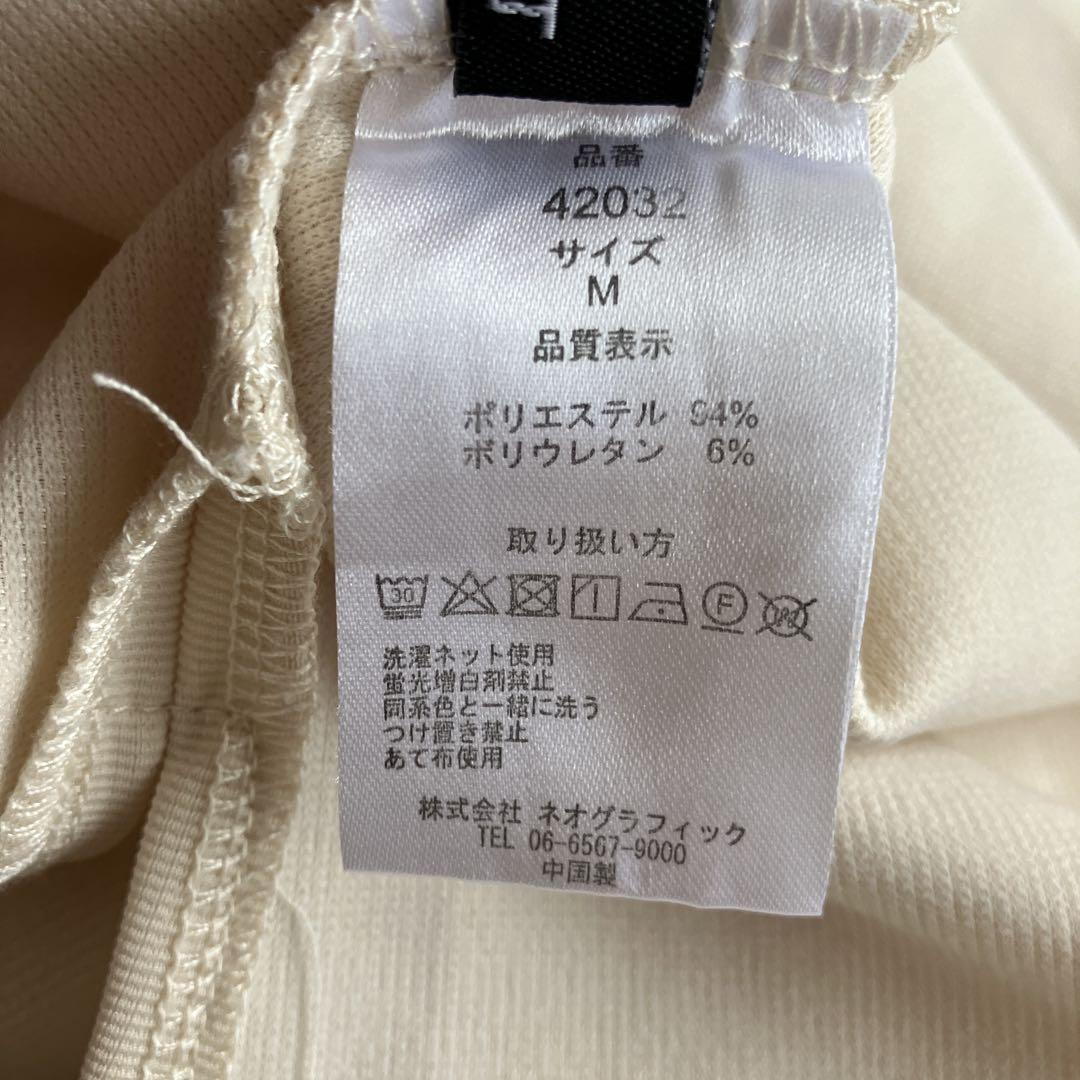 品番
42032
サイズ
M
品質表示
ポリエステル 94%
ポリウレタン 6%
取り扱い方
30 F W
洗濯ネット使用
蛍光増白剤禁止
同系色と一緒に洗う
つけ置き禁止
あて布使用
株式会社 ネオグラフィック
TEL 06-6567-9000
中国製